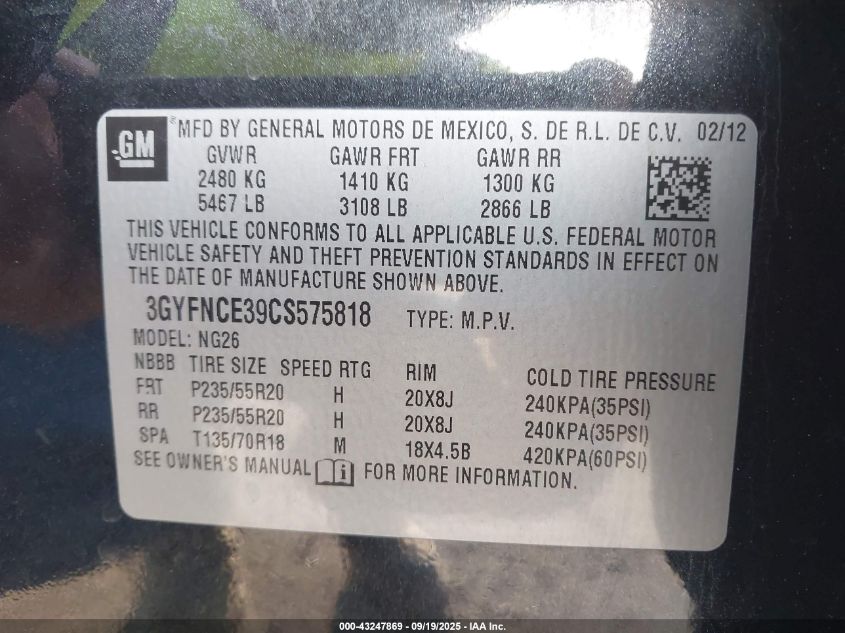 GM
® MFD BY GENERAL MOTORS DE MEXICO, S. DE R.L. DE C.V. 02/12
GVWR GAWR FRT GAWR RR
2480 KG 1410 KG 1300 KG
5467 LB 3108 LB 2866 LB
THIS VEHICLE CONFORMS TO ALL APPLICABLE U.S. FEDERAL MOTOR
VEHICLE SAFETY AND THEFT PREVENTION STANDARDS IN EFFECT ON
THE DATE OF MANUFACTURE SHOWN ABOVE.
3GYFNCE39CS575818 TYPE: M.P.V.
MODEL: NG26
NBBB TIRE SIZE SPEED RTG RIM COLD TIRE PRESSURE
FRT P235/55R20 H 20X8J 240KPA(35PSI)
RR P235/55R20 H 20X8J 240KPA(35PSI)
SPA T135/70R18 M 18X4.5B 420KPA(60PSI)
SEE OWNER'S MANUAL i FOR MORE INFORMATION.
000-43247869 - 09/19/2025 - IAA Inc.